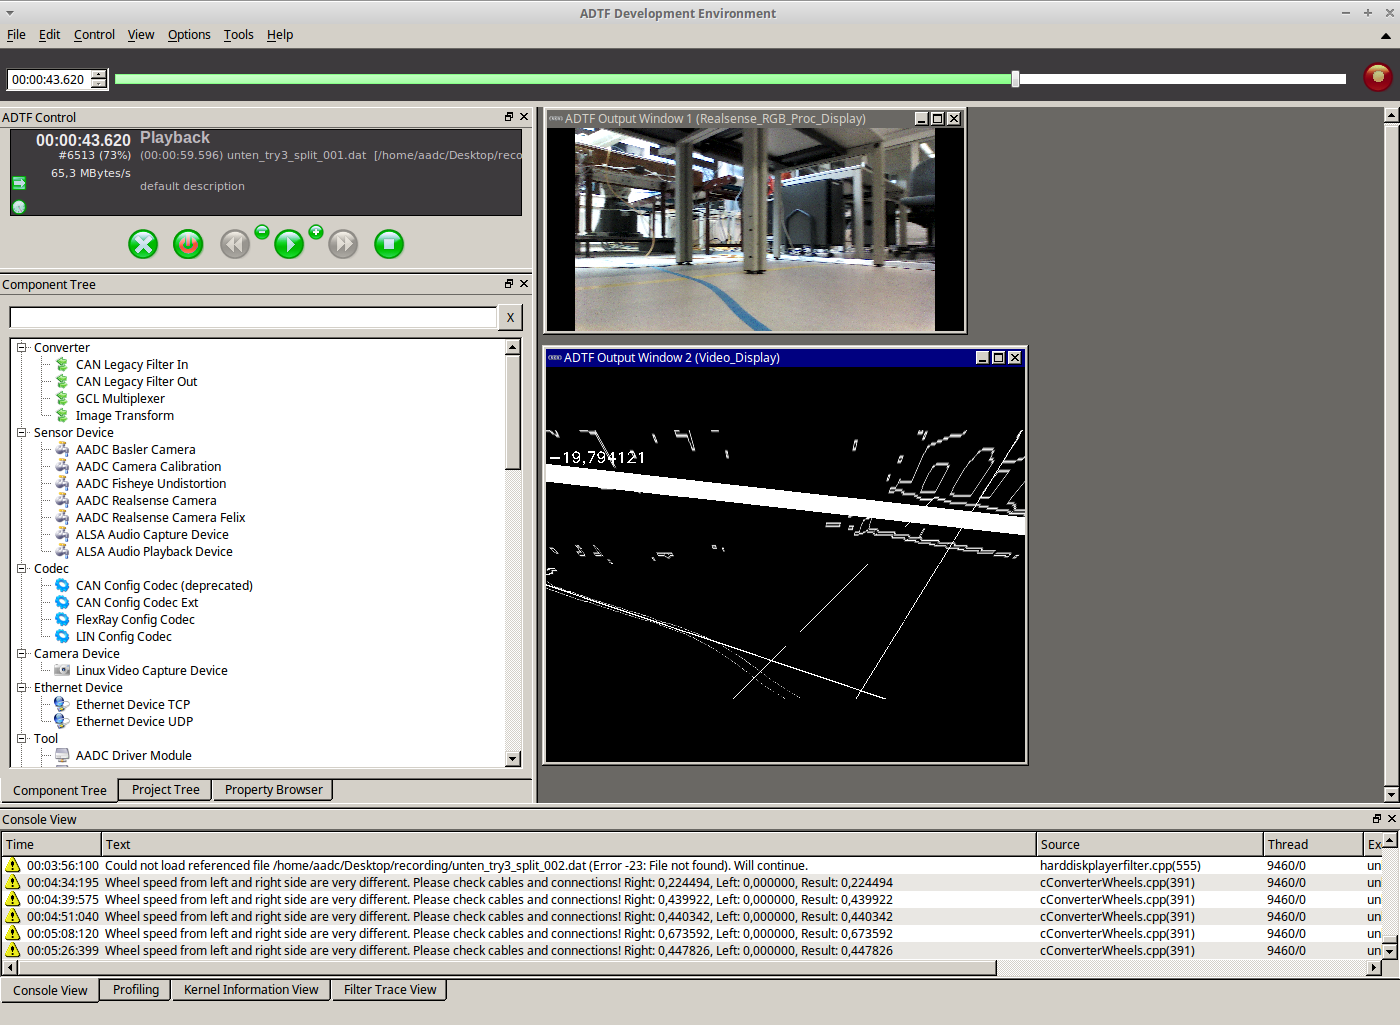 ADTF Development Environment
File Edit Control View Options Tools Help
00:00:43.620
ADTF Control
00:00:43.620 Playback
#6513 (73%) (00:00:59.596) unten_try3_split_001.dat [/home/aadc/Desktop/reco
65,3 MBytes/s
default description
Component Tree
X
Converter
CAN Legacy Filter In
CAN Legacy Filter Out
GCL Multiplexer
Image Transform
Sensor Device
AADC Basler Camera
AADC Camera Calibration
AADC Fisheye Undistortion
AADC Realsense Camera
AADC Realsense Camera Felix
ALSA Audio Capture Device
ALSA Audio Playback Device
Codec
CAN Config Codec (deprecated)
CAN Config Codec Ext
FlexRay Config Codec
LIN Config Codec
Camera Device
Linux Video Capture Device
Ethernet Device
Ethernet Device TCP
Ethernet Device UDP
Tool
AADC Driver Module
Component Tree Project Tree Property Browser
ADTF Output Window 1 (Realsense_RGB_Proc_Display)
ADTF Output Window 2 (Video_Display)
−19,794121
Console View
Time Text Source Thread Ex
00:03:56:100 Could not load referenced file /home/aadc/Desktop/recording/unten_try3_split_002.dat (Error -23: File not found). Will continue. harddiskplayerfilter.cpp(555) 9460/0 un
00:04:34:195 Wheel speed from left and right side are very different. Please check cables and connections! Right: 0,224494, Left: 0,000000, Result: 0,224494 cConverterWheels.cpp(391) 9460/0 un
00:04:39:575 Wheel speed from left and right side are very different. Please check cables and connections! Right: 0,439922, Left: 0,000000, Result: 0,439922 cConverterWheels.cpp(391) 9460/0 un
00:04:51:040 Wheel speed from left and right side are very different. Please check cables and connections! Right: 0,440342, Left: 0,000000, Result: 0,440342 cConverterWheels.cpp(391) 9460/0 un
00:05:08:120 Wheel speed from left and right side are very different. Please check cables and connections! Right: 0,673592, Left: 0,000000, Result: 0,673592 cConverterWheels.cpp(391) 9460/0 un
00:05:26:399 Wheel speed from left and right side are very different. Please check cables and connections! Right: 0,447826, Left: 0,000000, Result: 0,447826 cConverterWheels.cpp(391) 9460/0 un
Console View Profiling Kernel Information View Filter Trace View